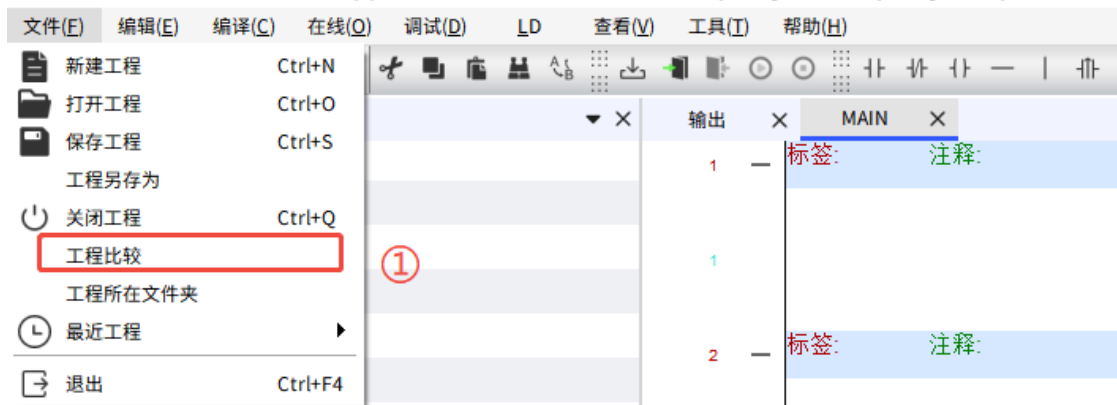 文件(F) 编辑(E) 编译(C) 在线(O) 调试(D) LD 查看(V) 工具(T) 帮助(H)
新建工程 Ctrl+N
打开工程 Ctrl+O
保存工程 Ctrl+S
工程另存为
关闭工程 Ctrl+Q
工程比较
工程所在文件夹
最近工程
退出 Ctrl+F4
①
A B
输出 MAIN
1 标签: 注释:
1
2 标签: 注释: